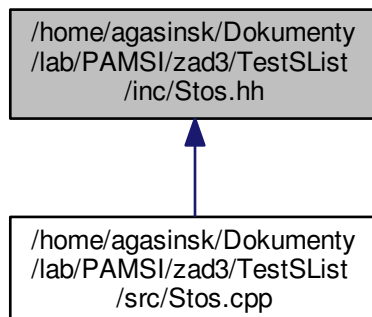 /home/agasinsk/Dokumenty
/lab/PAMSI/zad3/TestSList
/inc/Stos.hh
/home/agasinsk/Dokumenty
/lab/PAMSI/zad3/TestSList
/src/Stos.cpp